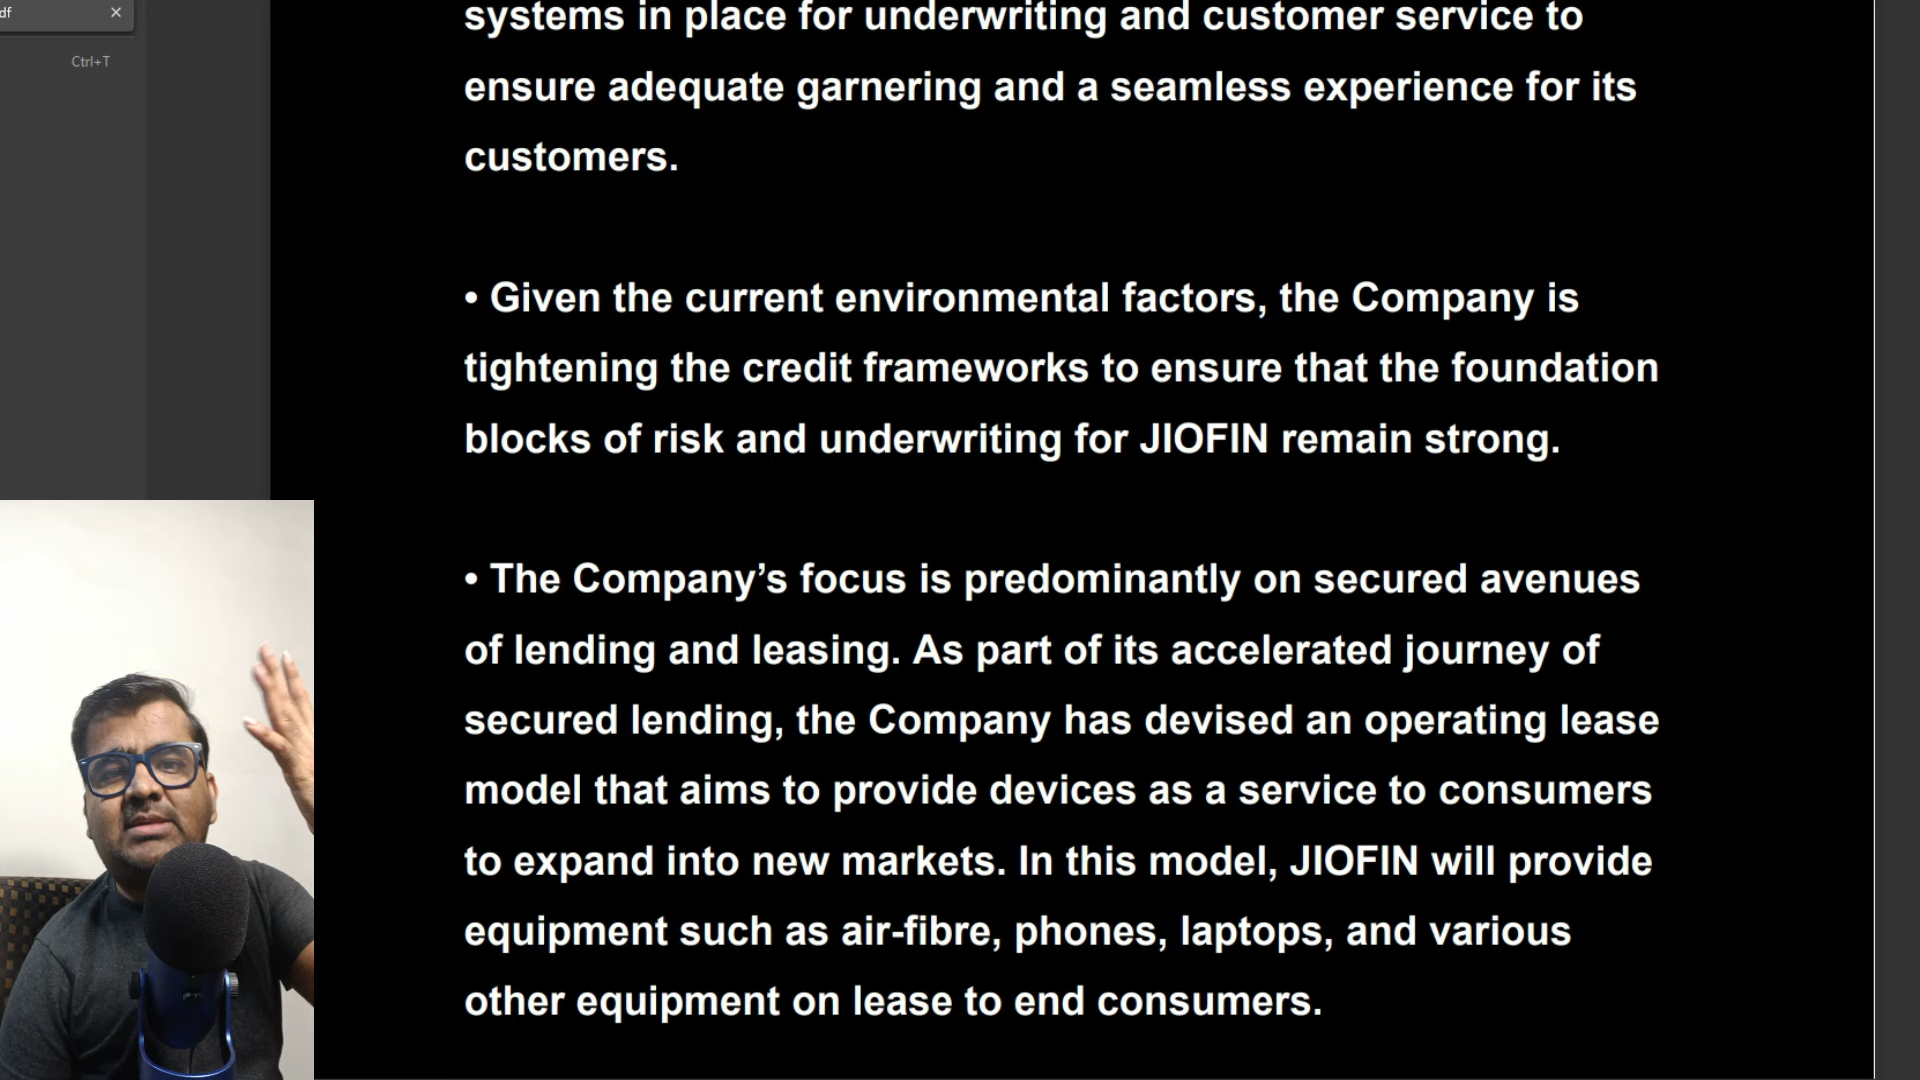 df
Ctrl+T
systems in place for underwriting and customer service to
ensure adequate garnering and a seamless experience for its
customers.
• Given the current environmental factors, the Company is
tightening the credit frameworks to ensure that the foundation
blocks of risk and underwriting for JIOFIN remain strong.
• The Company’s focus is predominantly on secured avenues
of lending and leasing. As part of its accelerated journey of
secured lending, the Company has devised an operating lease
model that aims to provide devices as a service to consumers
to expand into new markets. In this model, JIOFIN will provide
equipment such as air-fibre, phones, laptops, and various
other equipment on lease to end consumers.